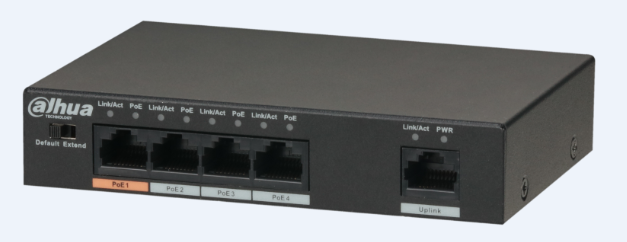 alhua
TECHNOLOGY
Link/Act PoE Link/Act PoE Link/Act PoE Link/Act PoE
Link/Act PWR
Default Extend
PoE 1 PoE 2 PoE 3 PoE 4
Uplink